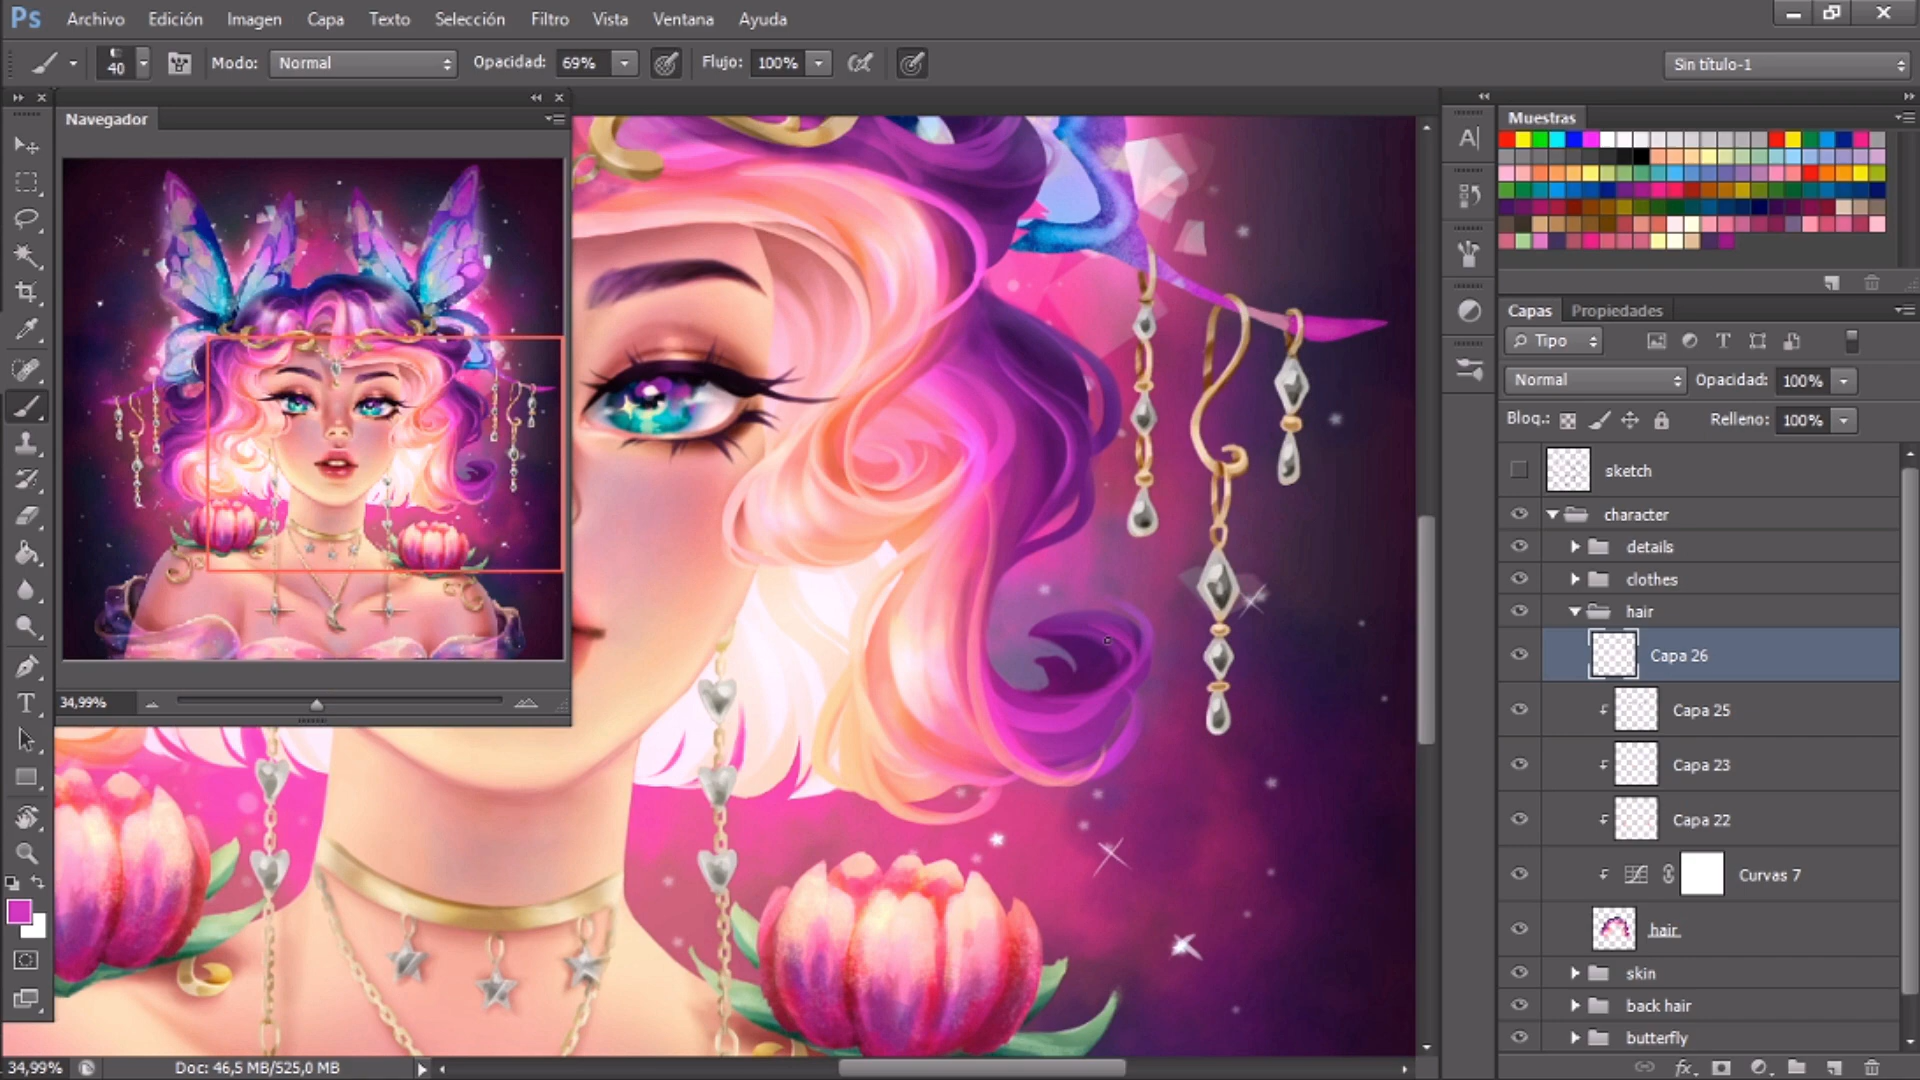 Ps Archivo Edición Imagen Capa Texto Selección Filtro Vista Ventana Ayuda
40 Modo: Normal Opacidad: 69% Flujo: 100% Sin título-1
Navegador
34,99%
A
Muestras
Capas Propiedades
Tipo T
Normal Opacidad: 100%
Bloq.: Relleno: 100%
sketch
character
details
clothes
hair
Capa 26
Capa 25
Capa 23
Capa 22
Curvas 7
hair
skin
back hair
butterfly
T
34,99% Doc: 46,5 MB/525,0 MB
fx